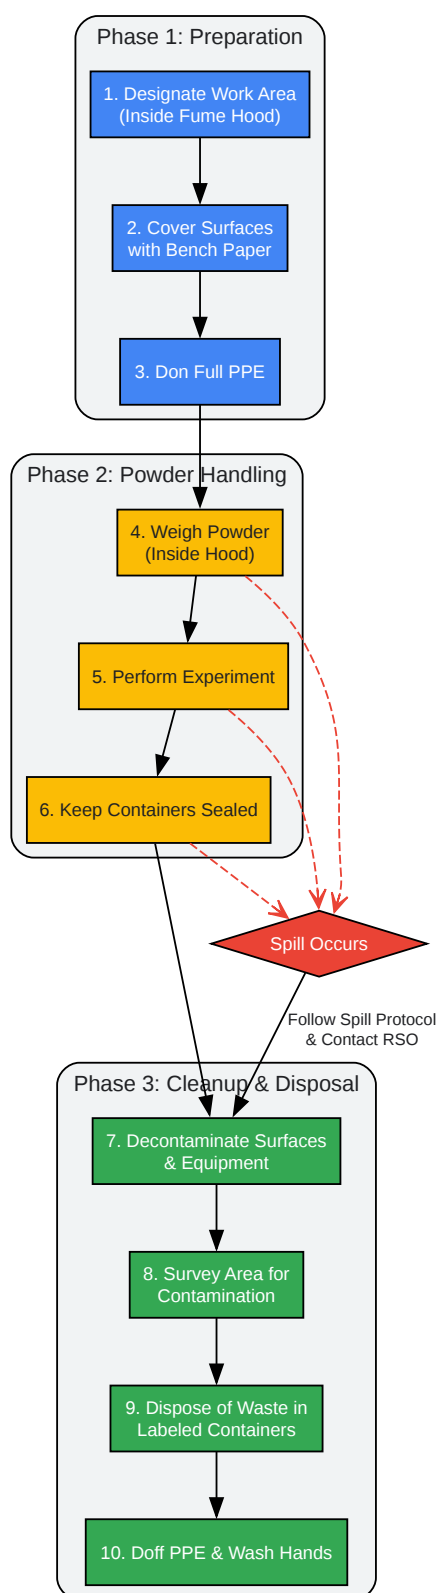 Phase 1: Preparation
1. Designate Work Area
(Inside Fume Hood)
2. Cover Surfaces
with Bench Paper
3. Don Full PPE
Phase 2: Powder Handling
4. Weigh Powder
(Inside Hood)
5. Perform Experiment
6. Keep Containers Sealed
Spill Occurs
Follow Spill Protocol
& Contact RSO
Phase 3: Cleanup & Disposal
7. Decontaminate Surfaces
& Equipment
8. Survey Area for
Contamination
9. Dispose of Waste in
Labeled Containers
10. Doff PPE & Wash Hands